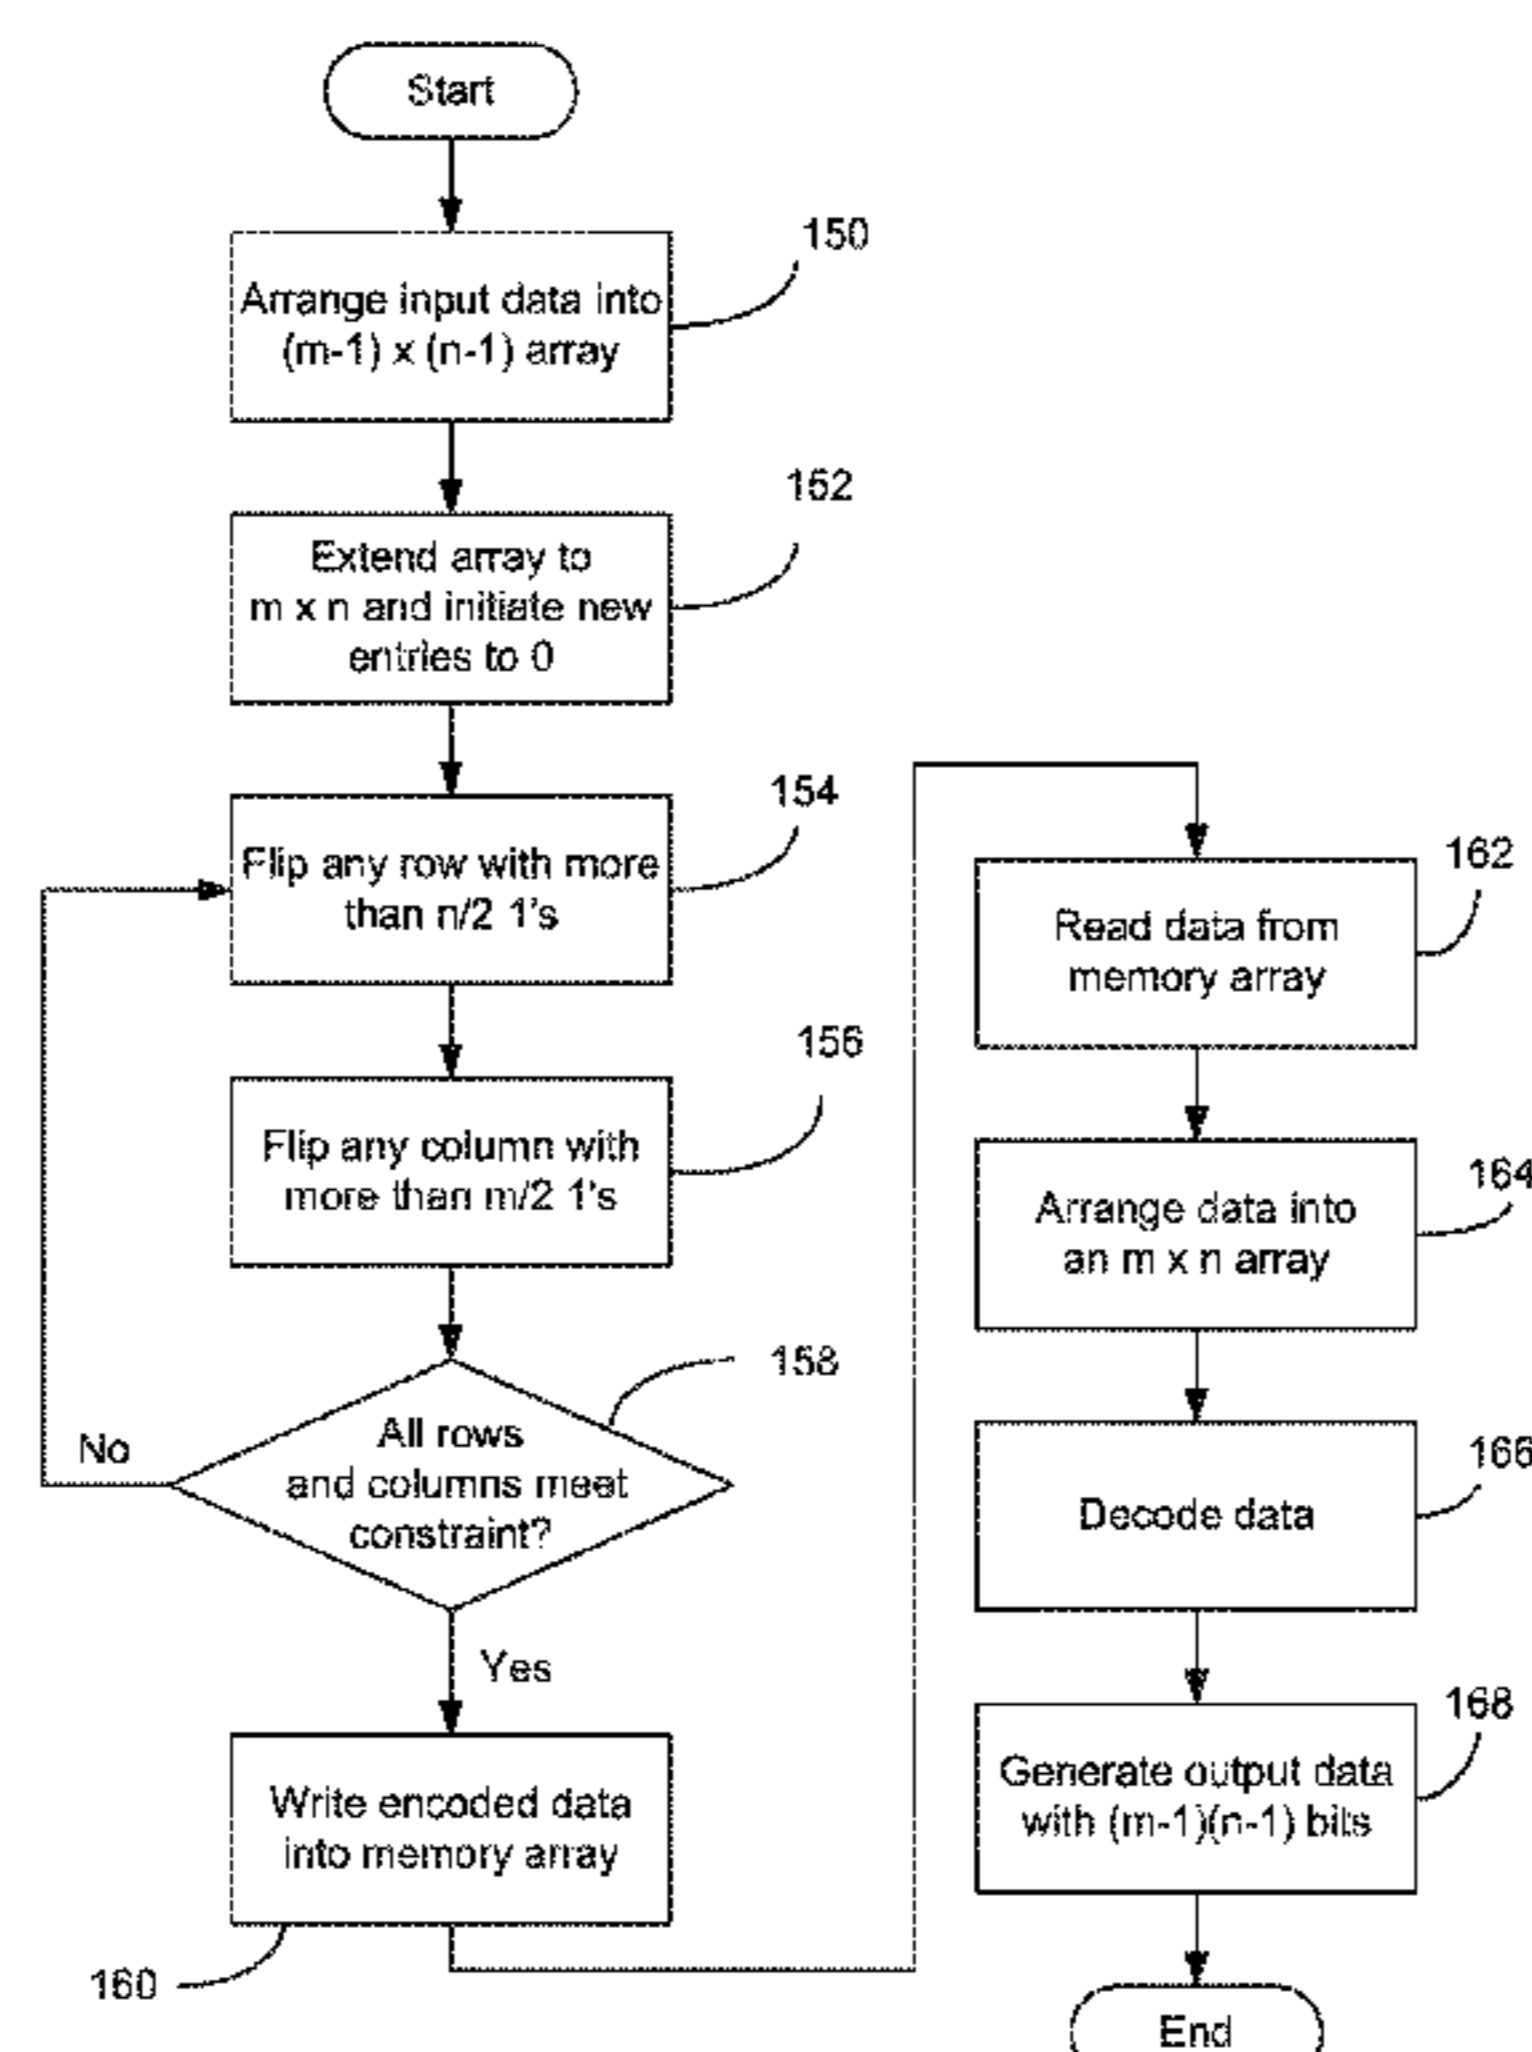 Start
150
Arrange input data into
(m-1) x (n-1) array
152
Extend array to
m x n and initiate new
entries to 0
154
Flip any row with more
than n/2 1's
156
Flip any column with
more than m/2 1's
158
All rows
and columns meet
constraint?
No
Yes
Write encoded data
into memory array
160
162
Read data from
memory array
164
Arrange data into
an m x n array
166
Decode data
168
Generate output data
with (m-1)(n-1) bits
End